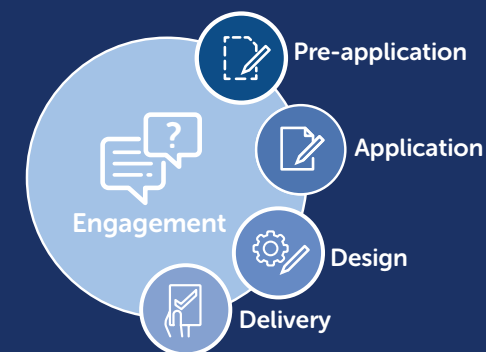 Pre-application
Application
?
Engagement
Design
Delivery